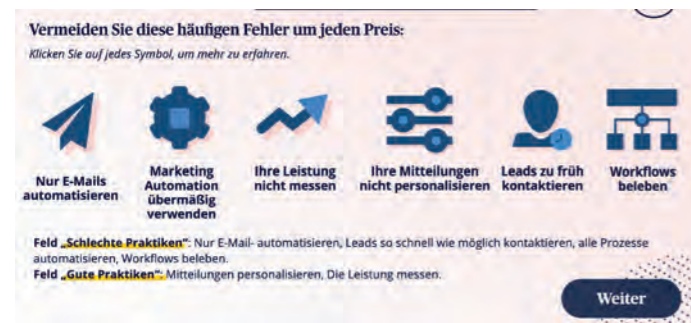 Vermeiden Sie diese häufigen Fehler um jeden Preis:
Klicken Sie auf jedes Symbol, um mehr zu erfahren.
Nur E-Mails
automatisieren
Marketing
Automation
übermäßig
verwenden
Ihre Leistung
nicht messen
Ihre Mitteilungen
nicht personalisieren
Leads zu früh
kontaktieren
Workflows
beleben
Feld „Schlechte Praktiken“: Nur E-Mail- automatisieren, Leads so schnell wie möglich kontaktieren, alle Prozesse
automatisieren, Workflows beleben.
Feld „Gute Praktiken“: Mitteilungen personalisieren, Die Leistung messen.
Weiter